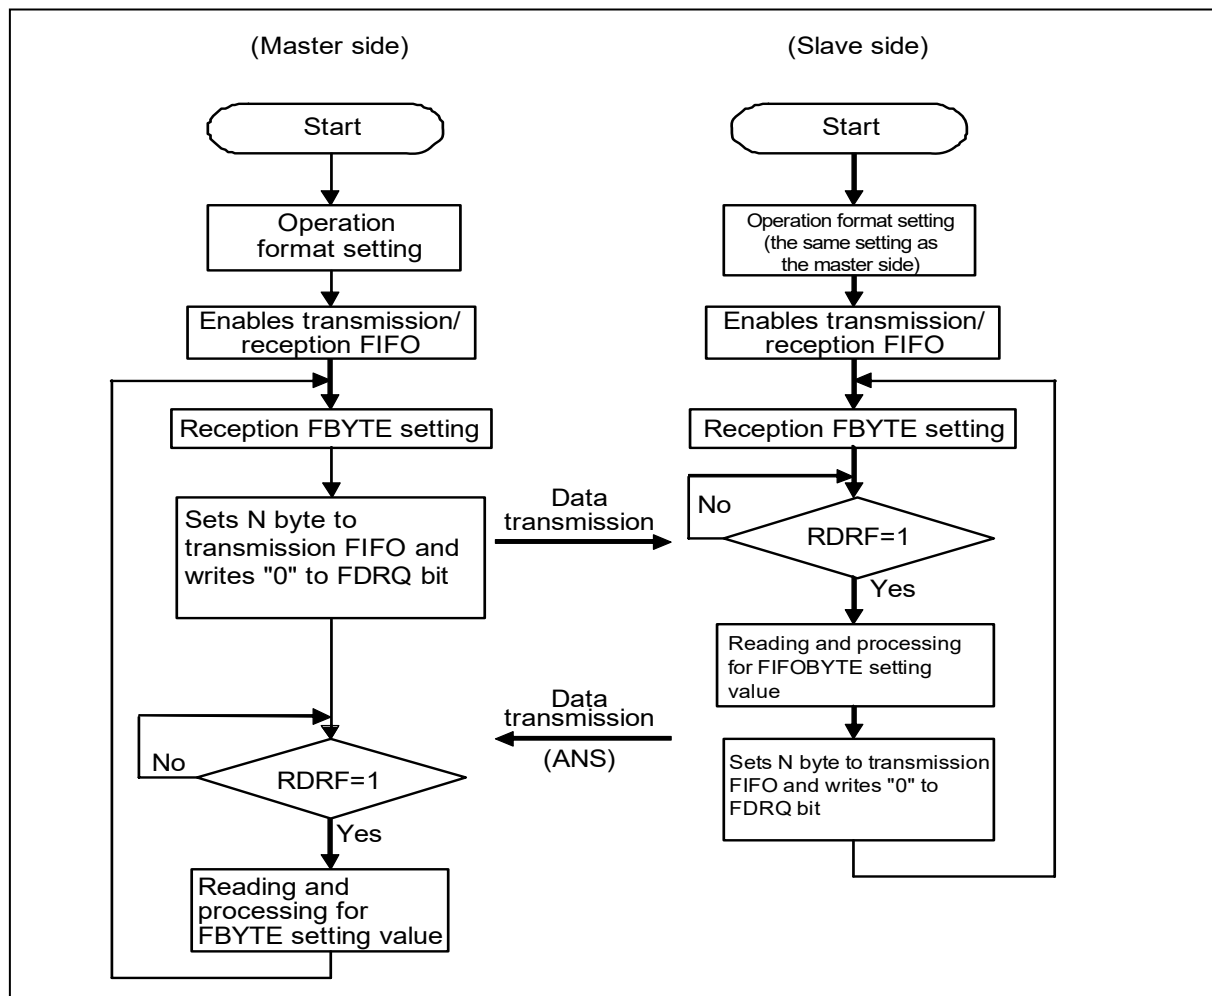 (Master side)
Start
Operation
format setting
Enables transmission/
reception FIFO
Reception FBYTE setting
Sets N byte to
transmission FIFO and
writes "0" to FDRQ bit
No
RDRF=1
Yes
Reading and
processing for
FBYTE setting value
Data
transmission
Data
transmission
(ANS)
(Slave side)
Start
Operation format setting
(the same setting as
the master side)
Enables transmission/
reception FIFO
Reception FBYTE setting
No
RDRF=1
Yes
Reading and processing
for FIFOBYTE setting
value
Sets N byte to transmission
FIFO and writes "0" to
FDRQ bit